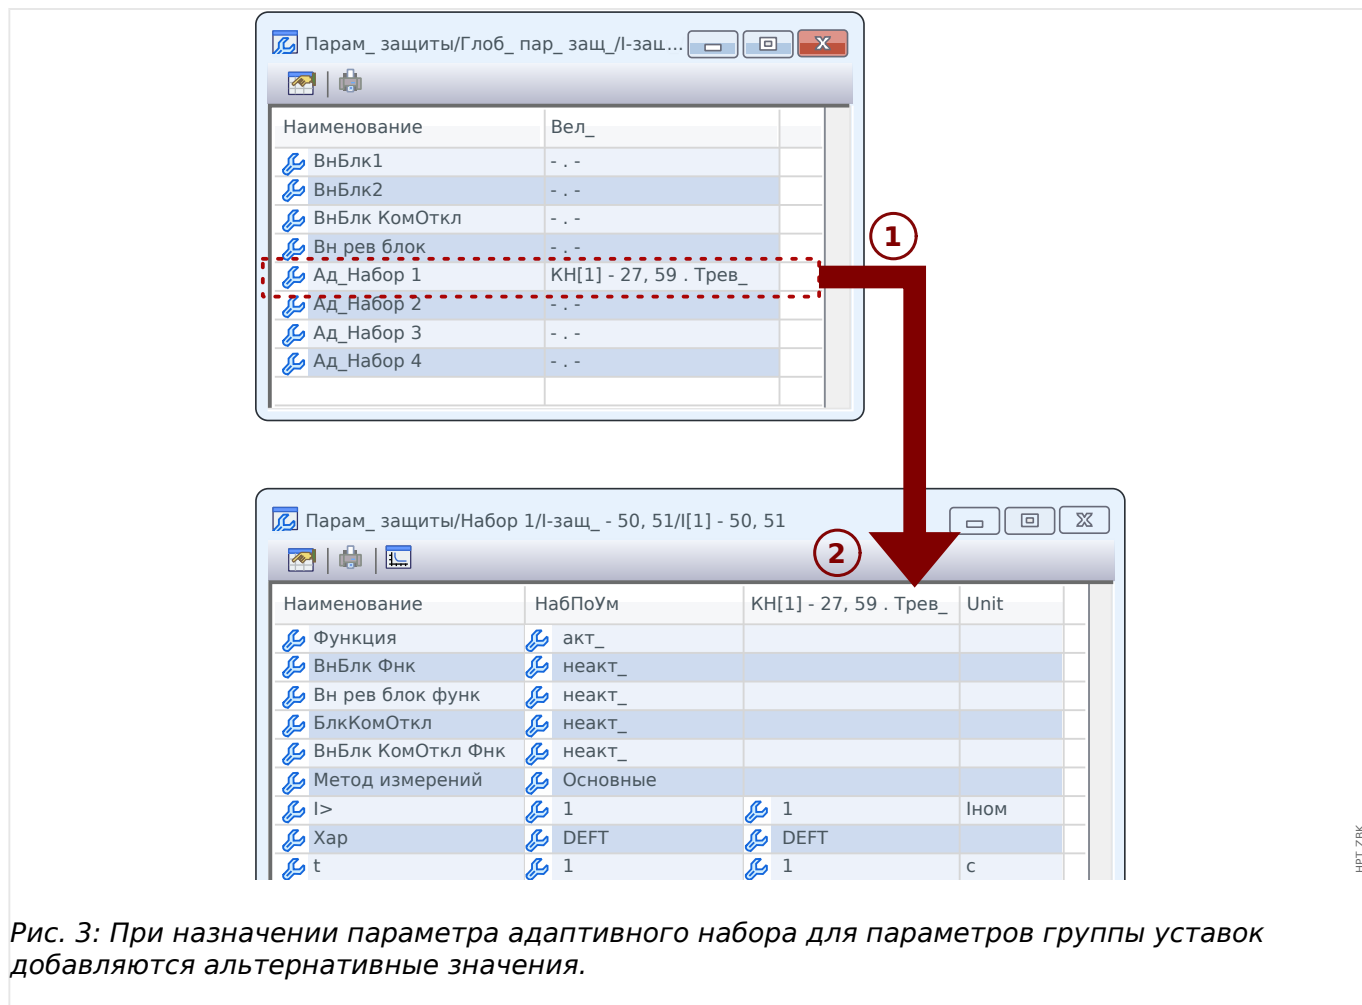 Парам_ защиты/Глоб_ пар_ защ_/I-защ...
Наименование Вел_
ВнБлк1 - . -
ВнБлк2 - . -
ВнБлк КомОткл - . -
Вн рев блок - . -
Ад_Набор 1 КН[1] - 27, 59 . Трев_
Ад_Набор 2 - . -
Ад_Набор 3 - . -
Ад_Набор 4 - . -
1
Парам_ защиты/Набор 1/I-защ_ - 50, 51/I[1] - 50, 51
2
Наименование НабПоУм КН[1] - 27, 59 . Трев_ Unit
Функция акт_
ВнБлк Фнк неакт_
Вн рев блок функ неакт_
БлкКомОткл неакт_
ВнБлк КомОткл Фнк неакт_
Метод измерений Основные
I> 1 1 Iном
Хар DEFT DEFT
t 1 1 с
HPT_ZBK
Рис. 3: При назначении параметра адаптивного набора для параметров группы уставок
добавляются альтернативные значения.